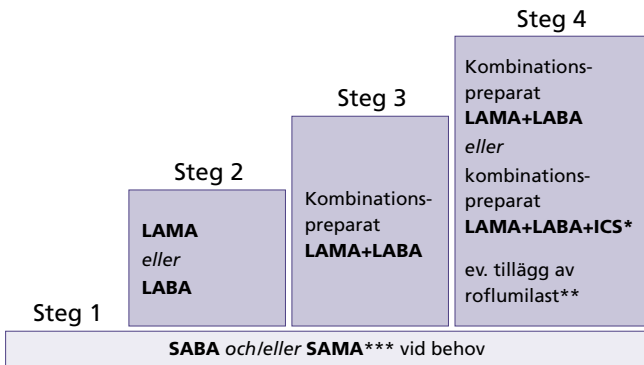 Steg 1
Steg 2
LAMA
eller
LABA
Steg 3
Kombinations-
preparat
LAMA+LABA
Steg 4
Kombinations-
preparat
LAMA+LABA
eller
kombinations-
preparat
LAMA+LABA+ICS*
ev. tillägg av
roflumilast**
SABA och/eller SAMA*** vid behov